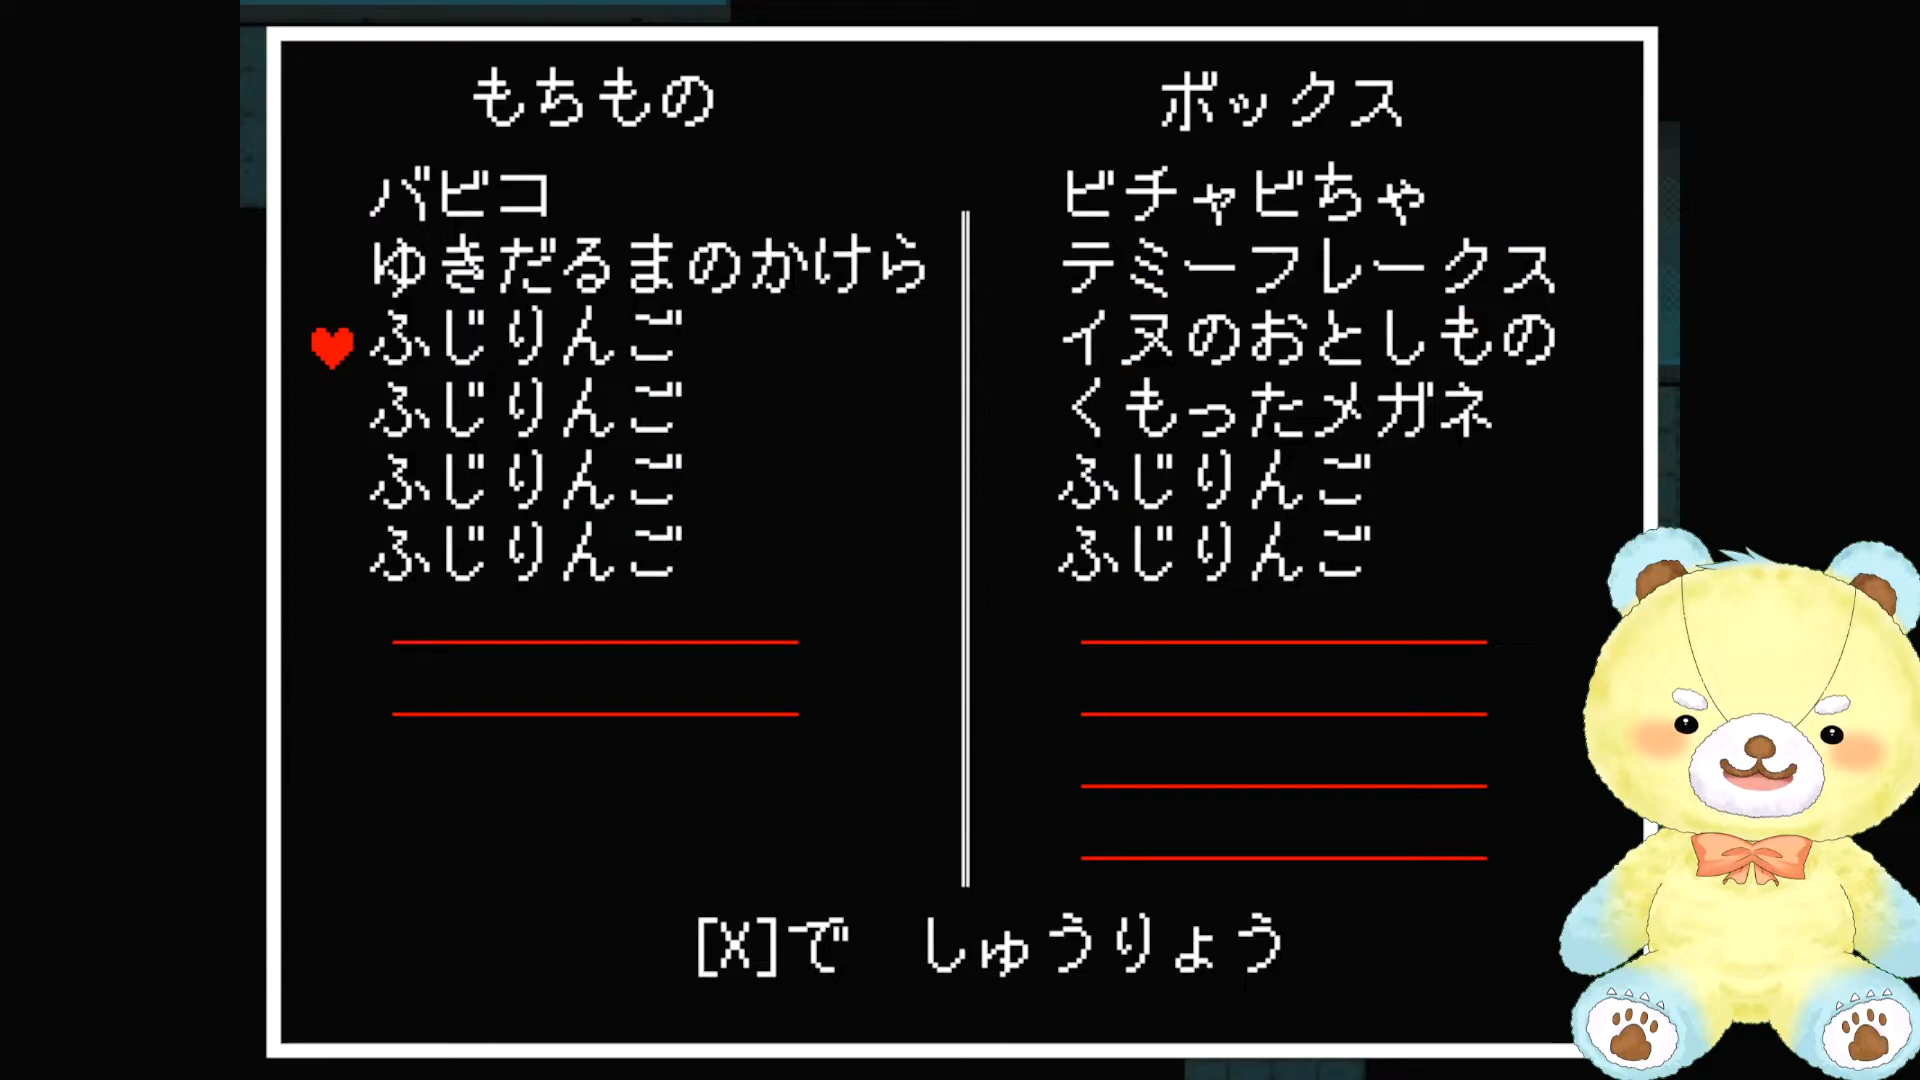 もちもの
バビコ
ゆきだるまのかけら
ふじりんご
ふじりんご
ふじりんご
ふじりんご
ボックス
ビチャビちゃ
テミーフレークス
イヌのおとしもの
くもったメガネ
ふじりんご
ふじりんご
[X]で しゅうりょう